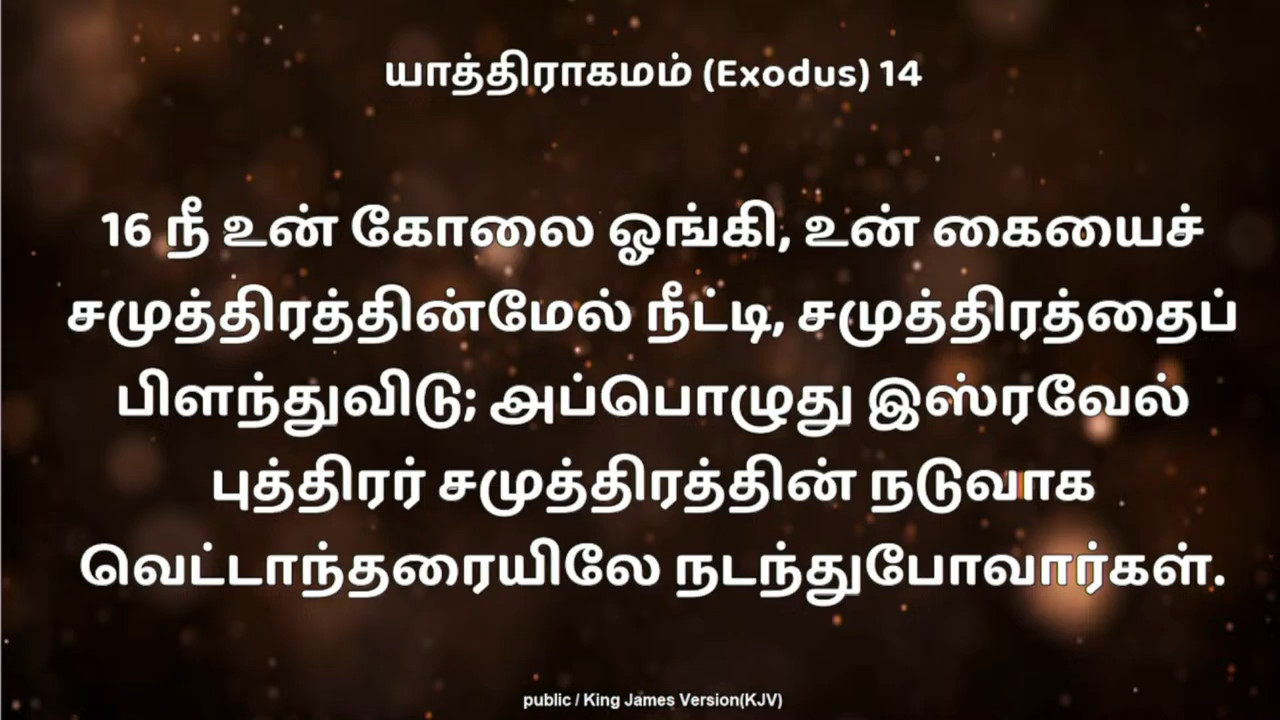 யாத்திராகமம் (Exodus) 14
16 நீ உன் கோலை ஓங்கி, உன் கையைச்
சமுத்திரத்தின்மேல் நீட்டி, சமுத்திரத்தைப்
பிளந்துவிடு; அப்பொழுது இஸ்ரவேல்
புத்திரர் சமுத்திரத்தின் நடுவாக
வெட்டாந்தரையிலே நடந்துபோவார்கள்.
public / King James Version(KJV)